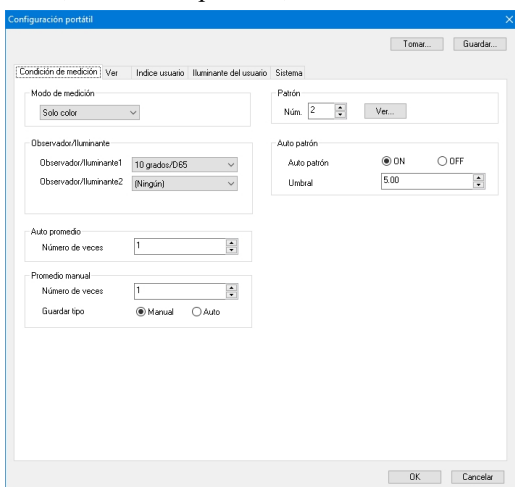 Configuración portátil
Tomar... Guardar...
Condición de medición Ver Indice usuario Iluminante del usuario Sistema
Modo de medición
Solo color
Patrón
Núm. 2 Ver...
Observador/Iluminante
Observador/Iluminante1 10 grados/D65
Observador/Iluminante2 (Ningún)
Auto patrón
Auto patrón ON OFF
Umbral 5.00
Auto promedio
Número de veces 1
Promedio manual
Número de veces 1
Guardar tipo Manual Auto
OK Cancelar